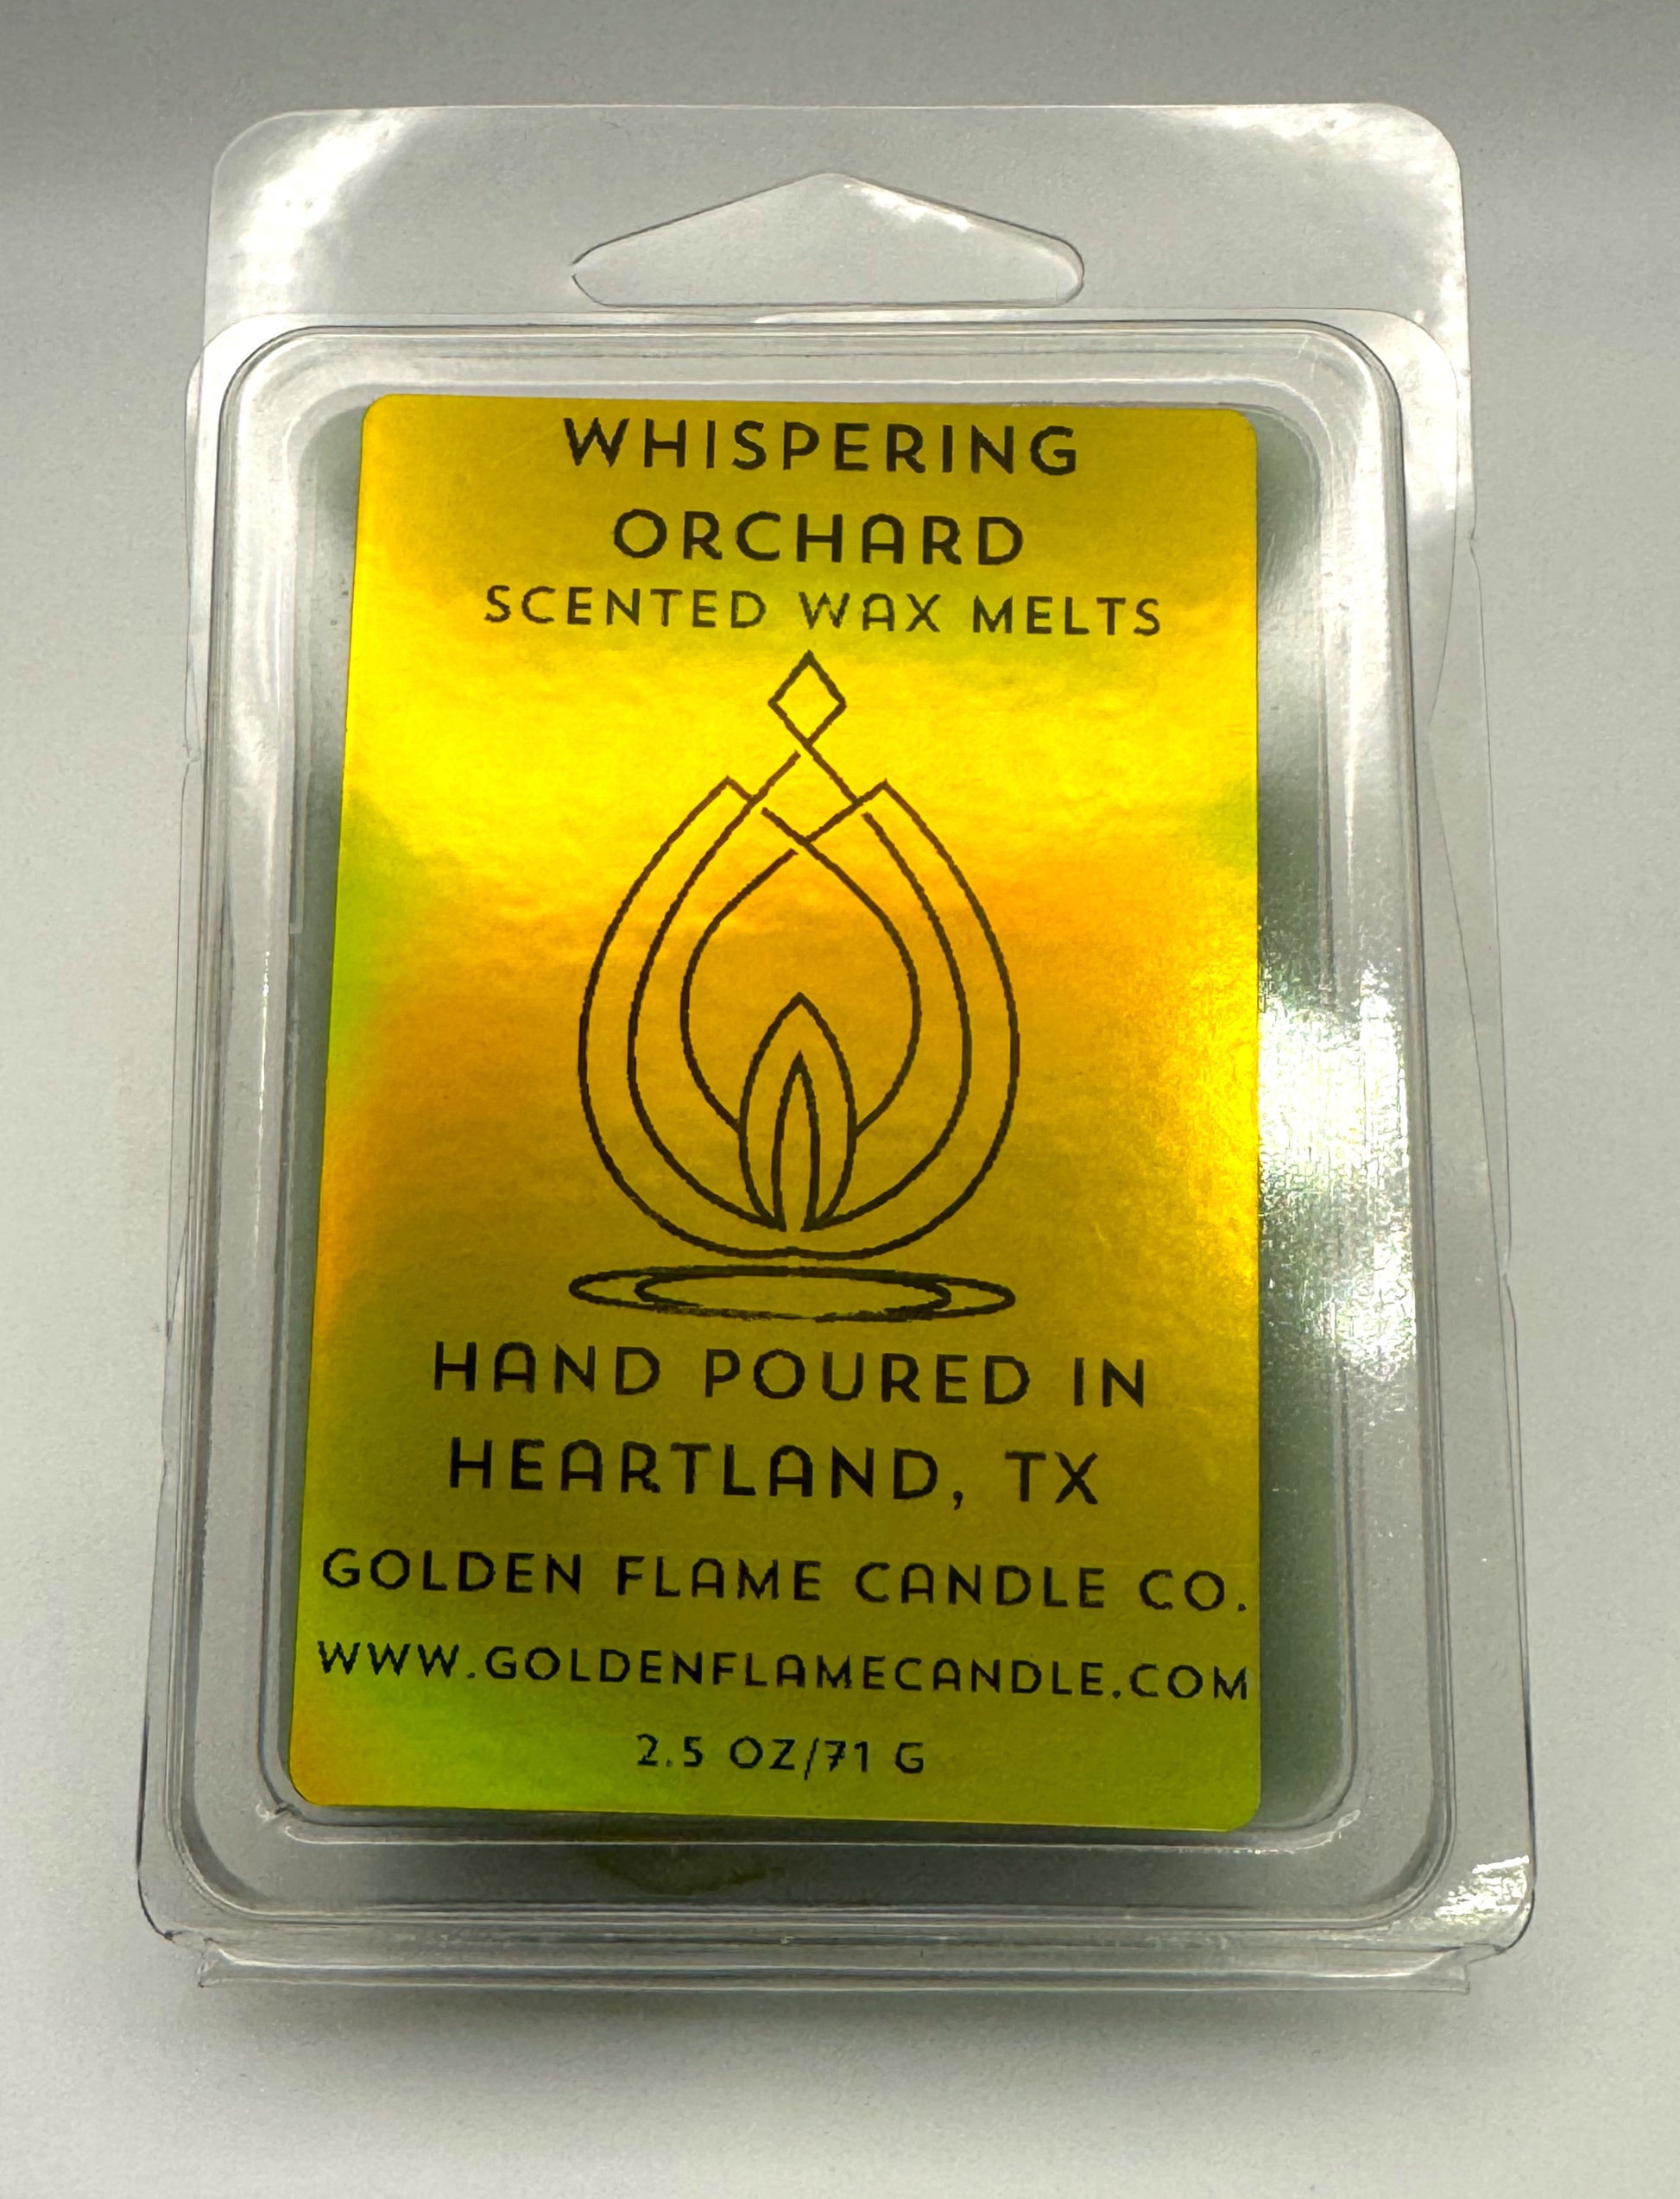 WHISPERING
ORCHARD
SCENTED WAX MELTS
HAND POURED IN
HEARTLAND, TX
GOLDEN FLAME CANDLE CO.
WWW.GOLDENFLAMECANDLE.COM
2.5 OZ/71 G